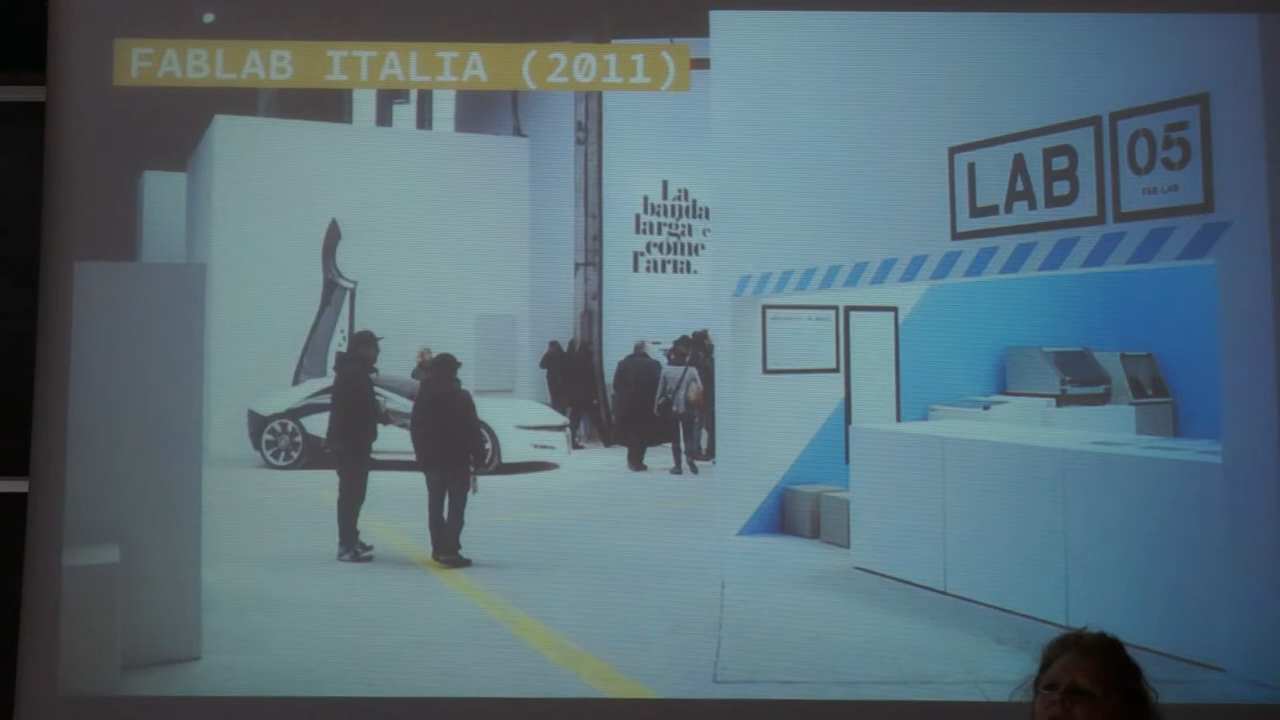 FABLAB ITALIA (2011)
La
banda
larga è
come
l'aria.
LAB
05
FAB LAB